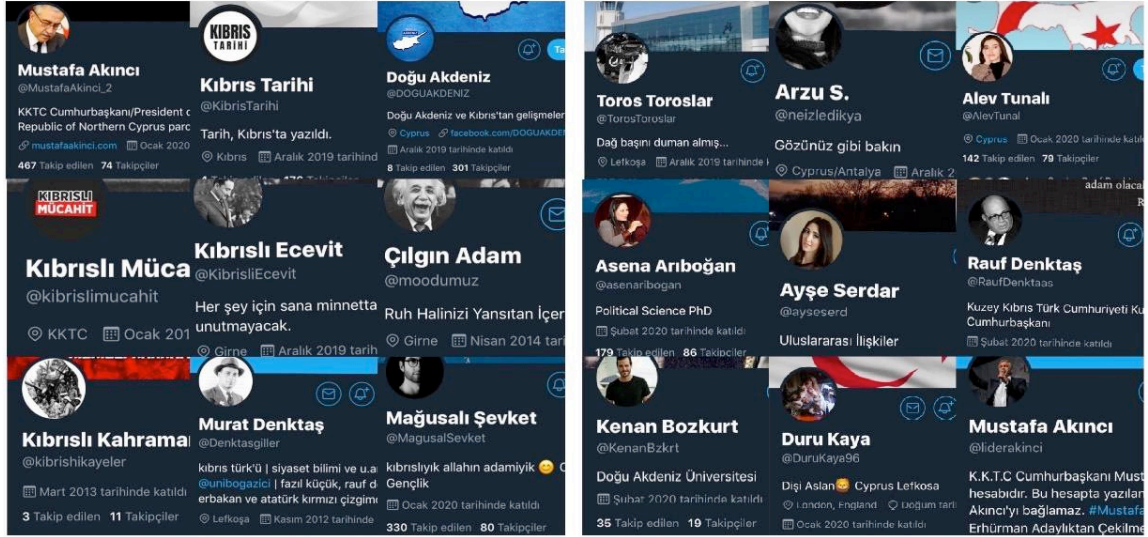 Mustafa Akıncı
@MustafaAkinci_2
KKTC Cumhurbaşkanı/President
Republic of Northern Cyprus
mustafaakinci.com Ocak 2020
467 Takip edilen 74 Takipçiler
KIBRIS
TARİHİ
Kıbrıs Tarihi
@KibrisTarihi
Tarih, Kıbrıs'ta yazıldı.
Kıbrıs Aralık 2019 tarihind
Doğu Akdeniz
@DOGUAKDENIZ
Doğu Akdeniz ve Kıbrıs'tan gelişmeler
Cyprus facebook.com/DOGUAKDEN
Aralık 2019 tarihinde katıldı
8 Takip edilen 301 Takipçiler
KIBRISLI
MÜCAHİT
Kıbrıslı Müca
@kibrislimucahit
KKTC Ocak 201
Kıbrıslı Ecevit
@KibrisliEcevit
Her şey için sana minnetta
unutmayacak.
Girne Aralık 2019 tarih
Çılgın Adam
@moodumuz
Ruh Halinizi Yansıtan İçer
Girne Nisan 2014 tari
Kıbrıslı Kahramar
@kibrishikayeler
Mart 2013 tarihinde katıldı
3 Takip edilen 11 Takipçiler
Murat Denktaş
@Denktasgiller
kıbrıs türk'ü | siyaset bilimi ve u.a
@unibogazici | fazıl küçük, rauf d
erbakan ve atatürk kırmızı çizgim
Lefkoşa Kasım 2012 tarihinde
Mağusalı Şevket
@MagusalSevket
kıbrıslıyık allahın adamiyik 😊
Gençlik
Ocak 2020 tarihinde katıldı
330 Takip edilen 80 Takipçiler
Toros Toroslar
@TorosToroslar
Dağ başını duman almış...
Lefkoşa Aralık 2019 tarihinde
Arzu S.
@neizledikya
Gözünüz gibi bakın
Cyprus/Antalya Aralık 2
Alev Tunalı
@AlevTunal
Cyprus Ocak 2020 tarihinde katıldı
142 Takip edilen 79 Takipçiler
Asena Arıboğan
@asenaribogan
Political Science PhD
Şubat 2020 tarihinde katıldı
179 Takip edilen 86 Takipçiler
Ayşe Serdar
@ayseserd
Uluslararası İlişkiler
adam olaca
R
Rauf Denktaş
@RaufDenktaas
Kuzey Kıbrıs Türk Cumhuriyeti Ku
Cumhurbaşkanı
Şubat 2020 tarihinde katıldı
Kenan Bozkurt
@KenanBzkrt
Doğu Akdeniz Üniversitesi
Şubat 2020 tarihinde katıldı
35 Takip edilen 19 Takipçiler
Duru Kaya
@DuruKaya96
Dişi Aslan🦁 Cyprus Lefkosa
London, England Doğum tari
Ocak 2020 tarihinde katıldı
Mustafa Akıncı
@liderakinci
K.K.T.C Cumhurbaşkanı Must
hesabıdır. Bu hesapta yazılan
Akıncı'yı bağlamaz. #Mustafa
Erhürman Adaylıktan Çekilme